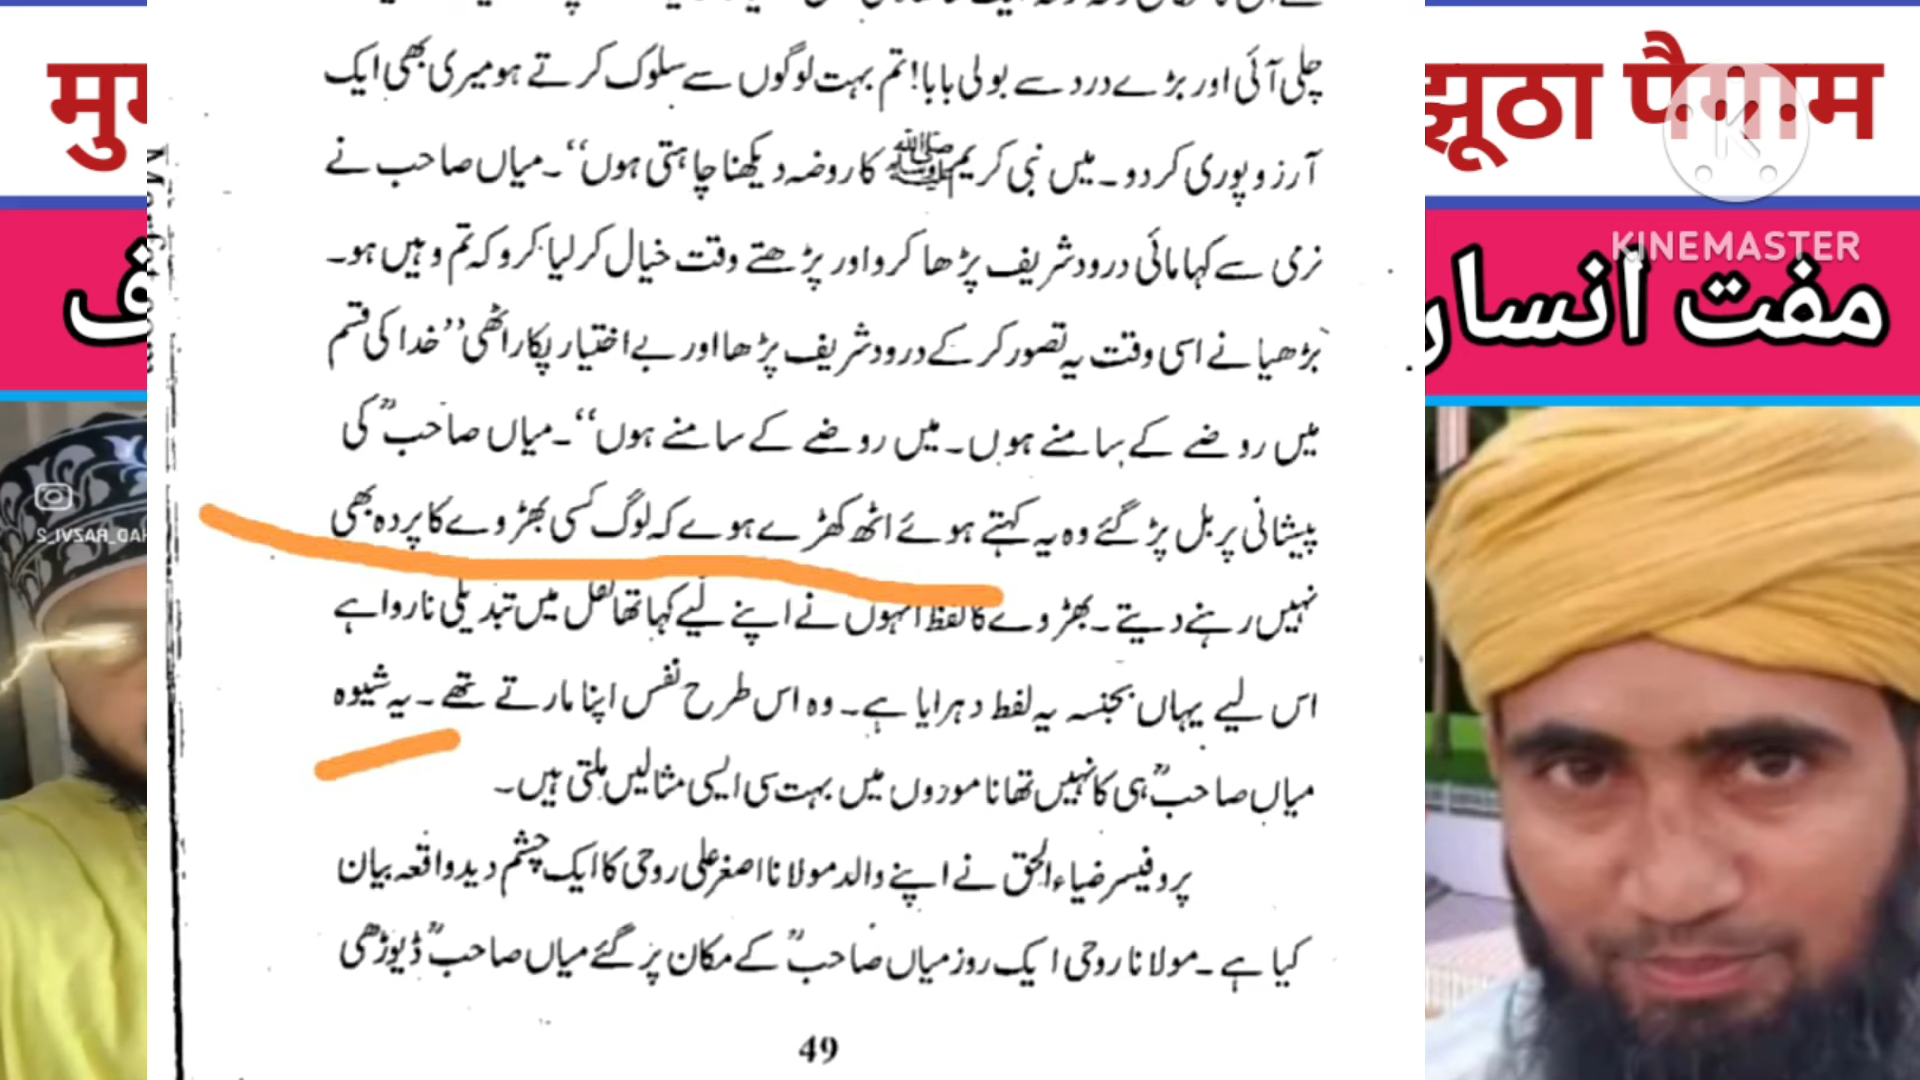 چلی آئی اور بڑے درد سے بولی بابا! تم بہت لوگوں سے سلوک کرتے ہو میری بھی ایک
آرزو پوری کردو۔ میں نبی کریم ﷺ کا روضہ دیکھنا چاہتی ہوں‘‘۔ میاں صاحب نے
نرمی سے کہا مائی درود شریف پڑھا کرو اور پڑھتے وقت خیال کر لیا کرو کہ تم وہیں ہو۔
بڑھیا نے اسی وقت یہ تصور کر کے درود شریف پڑھا اور بے اختیار پکار اٹھی ’’خدا کی قسم
میں روضے کے سامنے ہوں۔ میں روضے کے سامنے ہوں‘‘۔ میاں صاحبؒ کی
پیشانی پر بل پڑ گئے وہ یہ کہتے ہوئے اٹھ کھڑے ہوے کہ لوگ کسی بھڑوے کا پردہ بھی
نہیں رہنے دیتے۔ بھڑوے کا لفظ انہوں نے اپنے لیے کہا تھا نقل میں تبدیلی ناروا ہے
اس لیے یہاں بجنسہ یہ لفظ دہرایا ہے۔ وہ اس طرح نفس اپنا مارتے تھے۔ یہ شیوہ
میاں صاحبؒ ہی کا نہیں تھا ناموروں میں بہت سی ایسی مثالیں ملتی ہیں۔
پروفیسر ضیاء الحق نے اپنے والد مولانا اصغر علی روحی کا ایک چشم دید واقعہ بیان
کیا ہے۔ مولانا روحی ایک روز میاں صاحبؒ کے مکان پر گئے میاں صاحبؒ ڈیوڑھی
49
झूठा पैगाम
KINEMASTER
مفت انسار